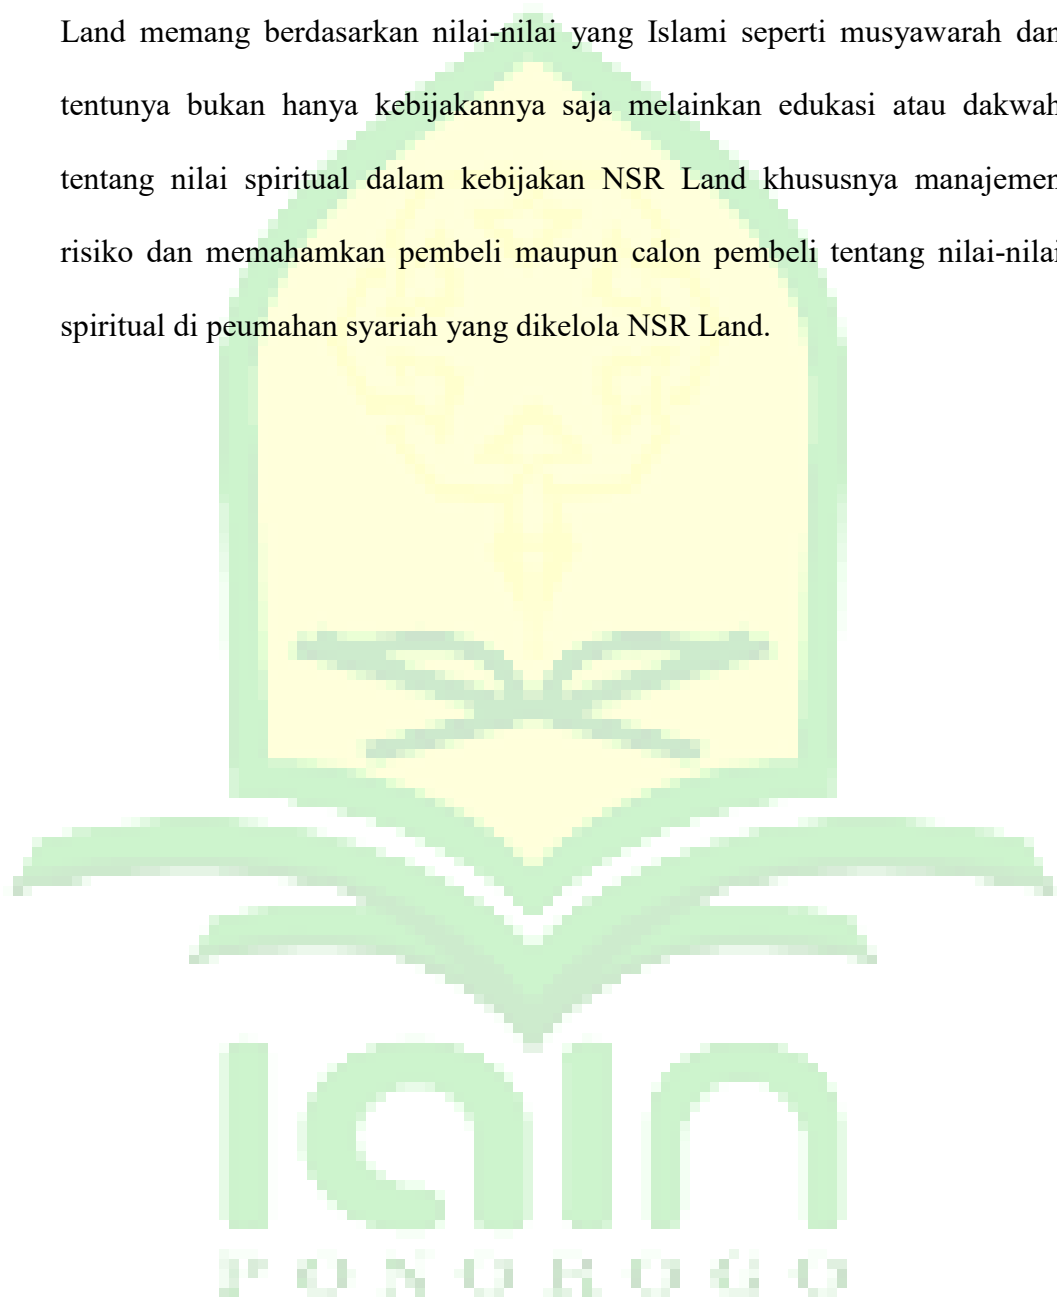 Land memang berdasarkan nilai-nilai yang Islami seperti musyawarah dan
tentunya bukan hanya kebijakannya saja melainkan edukasi atau dakwah
tentang nilai spiritual dalam kebijakan NSR Land khususnya manajemen
risiko dan memahamkan pembeli maupun calon pembeli tentang nilai-nilai
spiritual di peumahan syariah yang dikelola NSR Land.
iain
PONOROGO